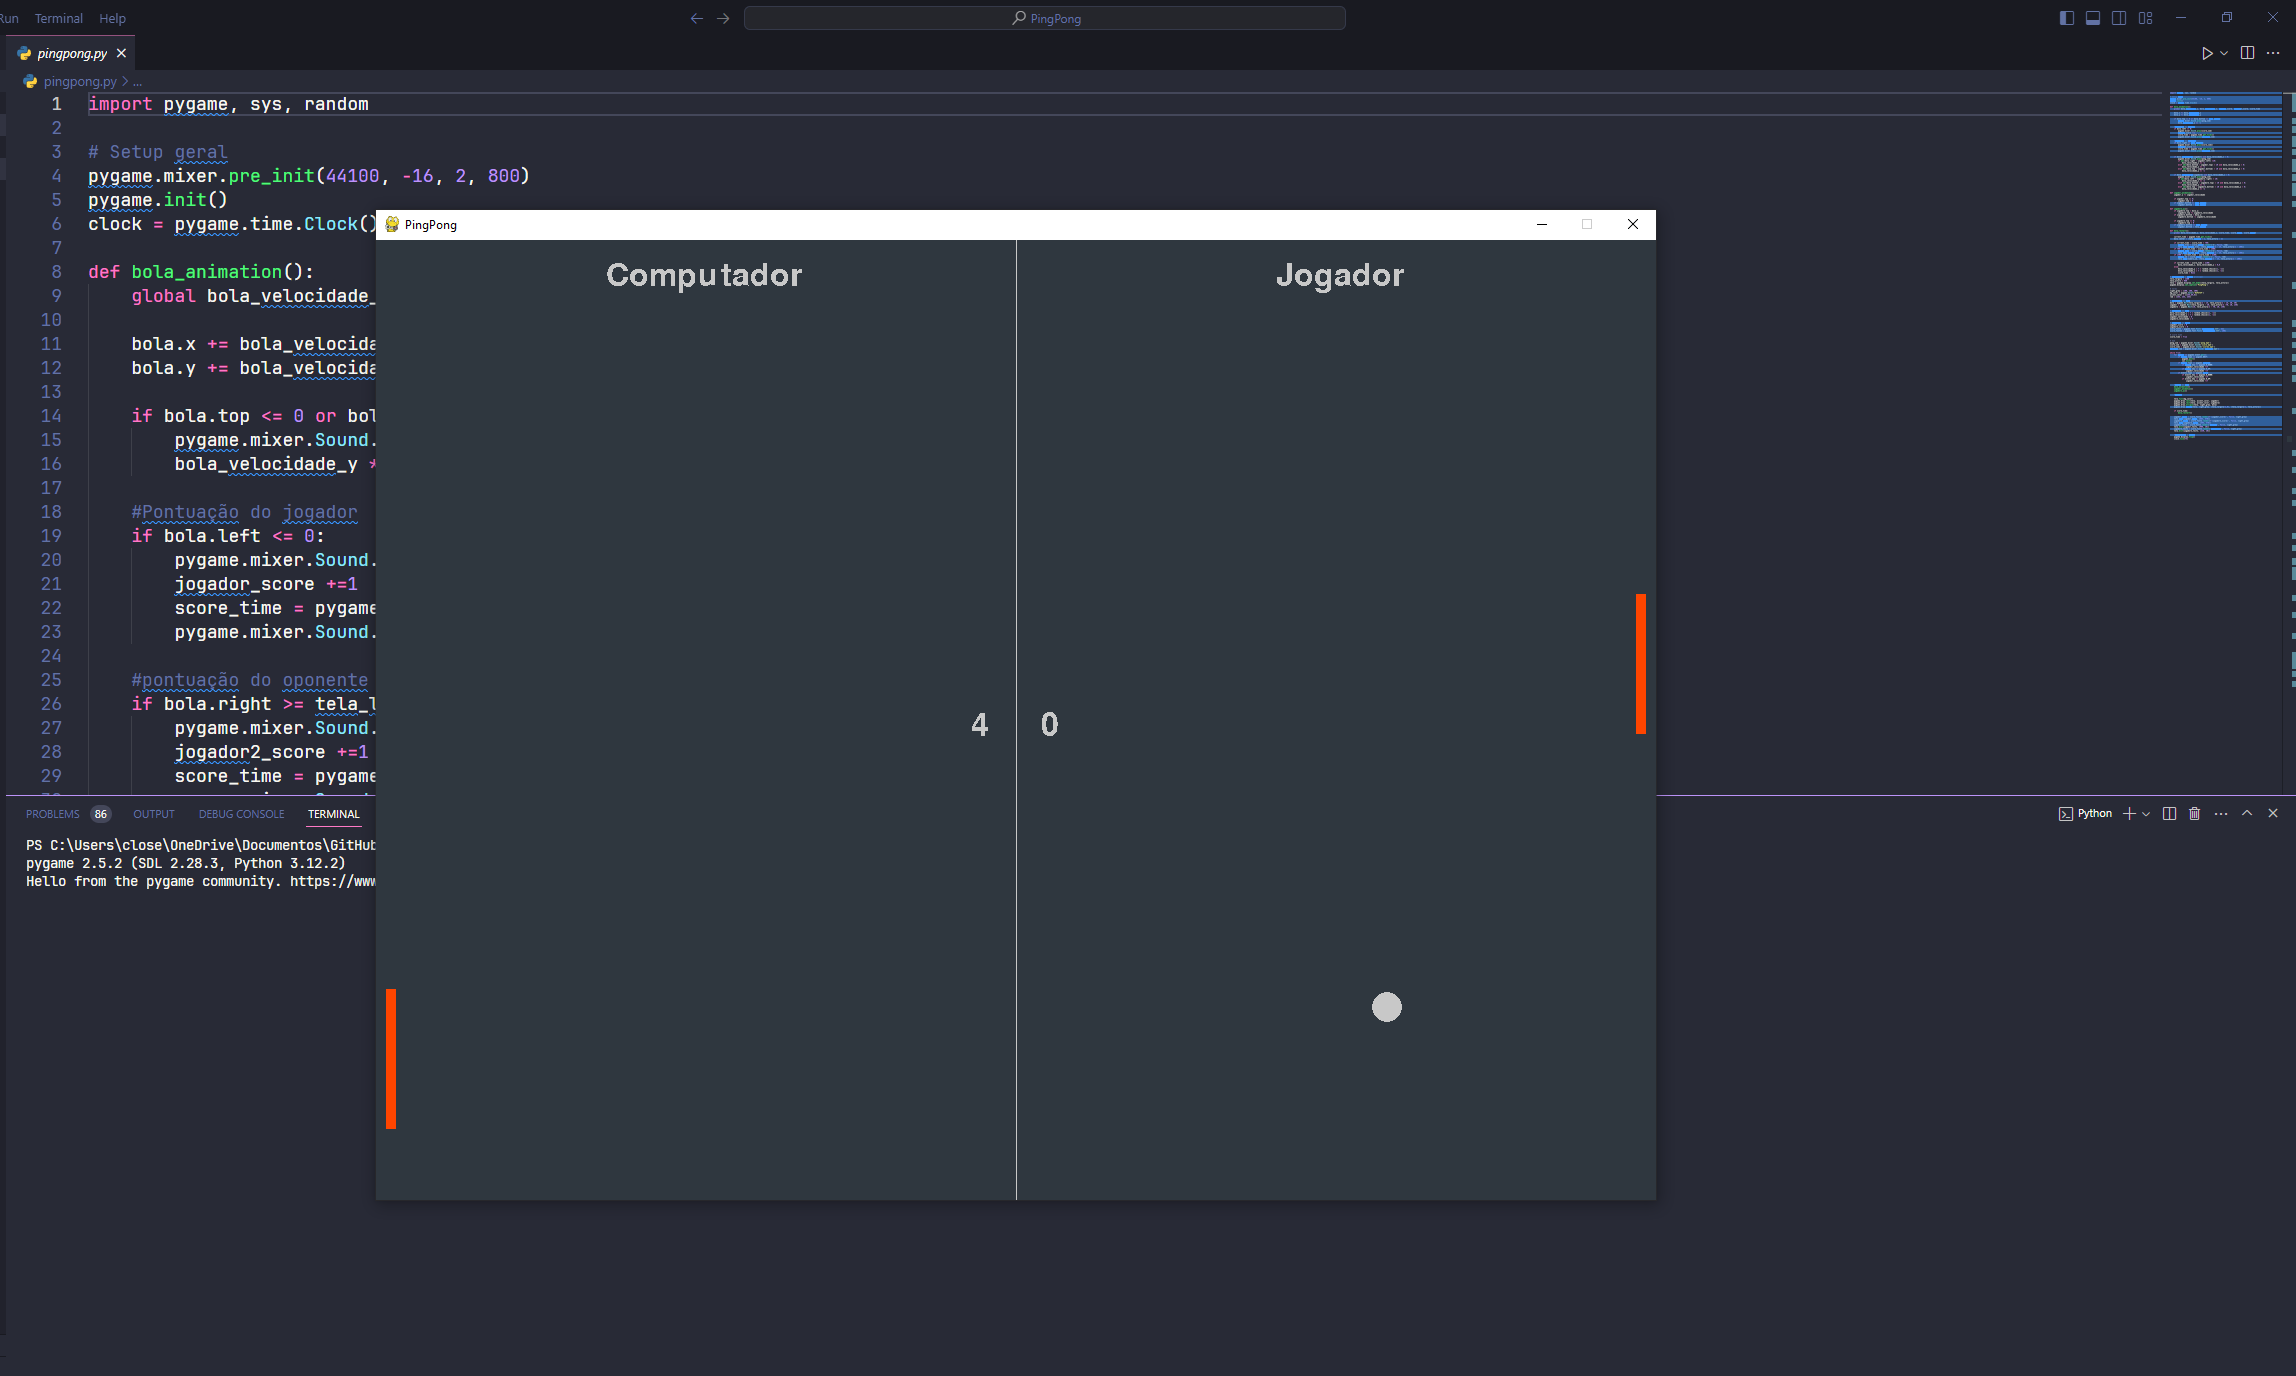 Run Terminal Help
PingPong
pingpong.py
pingpong.py > ...
1 import pygame, sys, random
2
3 # Setup geral
4 pygame.mixer.pre_init(44100, -16, 2, 800)
5 pygame.init()
6 clock = pygame.time.Clock()
7
8 def bola_animation():
9 global bola_velocidade_
10
11 bola.x += bola_velocida
12 bola.y += bola_velocida
13
14 if bola.top <= 0 or bol
15 pygame.mixer.Sound.
16 bola_velocidade_y *
17
18 #Pontuação do jogador
19 if bola.left <= 0:
20 pygame.mixer.Sound.
21 jogador_score +=1
22 score_time = pygame
23 pygame.mixer.Sound.
24
25 #pontuação do oponente
26 if bola.right >= tela_l
27 pygame.mixer.Sound.
28 jogador2_score +=1
29 score_time = pygame
PingPong
Computador Jogador
4 0
PROBLEMS 86 OUTPUT DEBUG CONSOLE TERMINAL
Python
PS C:\Users\close\OneDrive\Documentos\GitHub
pygame 2.5.2 (SDL 2.28.3, Python 3.12.2)
Hello from the pygame community. https://www